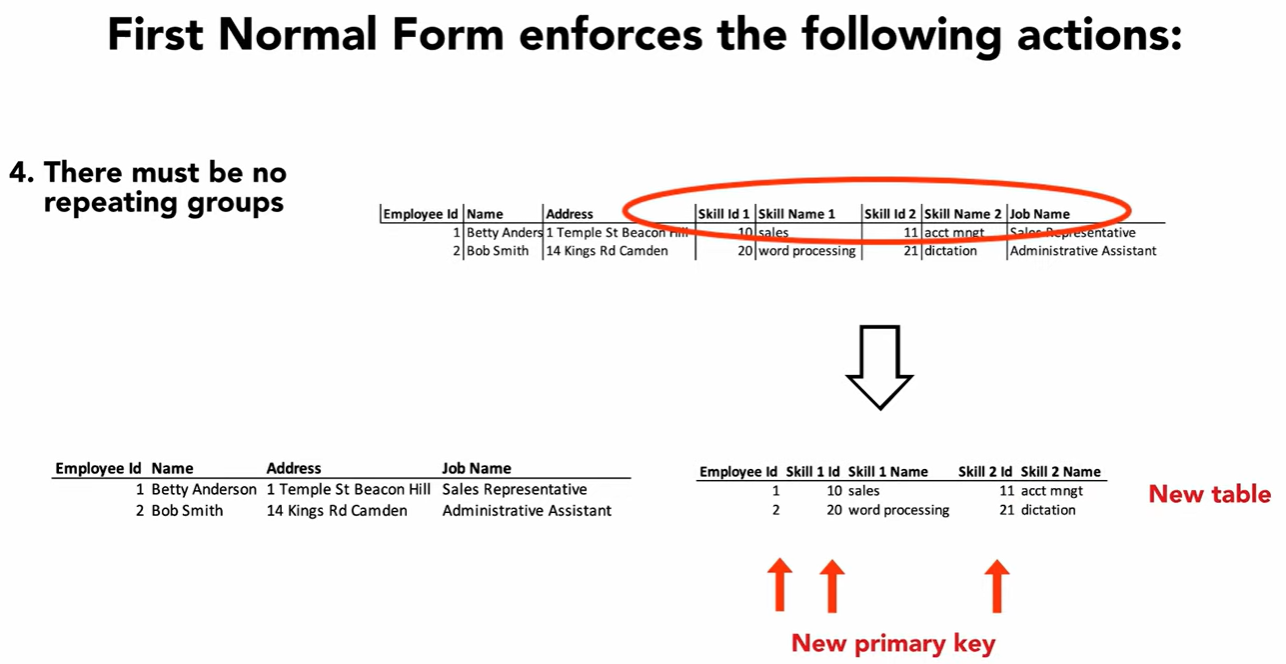 First Normal Form enforces the following actions:
4. There must be no
repeating groups
Employee Id Name Address Skill Id 1 Skill Name 1 Skill Id 2 Skill Name 2 Job Name
1 Betty Anders 1 Temple St Beacon Hill 10 sales 11 acct mngt Sales Representative
2 Bob Smith 14 Kings Rd Camden 20 word processing 21 dictation Administrative Assistant
Employee Id Name Address Job Name
1 Betty Anderson 1 Temple St Beacon Hill Sales Representative
2 Bob Smith 14 Kings Rd Camden Administrative Assistant
Employee Id Skill 1 Id Skill 1 Name Skill 2 Id Skill 2 Name
1 10 sales 11 acct mngt
2 20 word processing 21 dictation
New table
New primary key